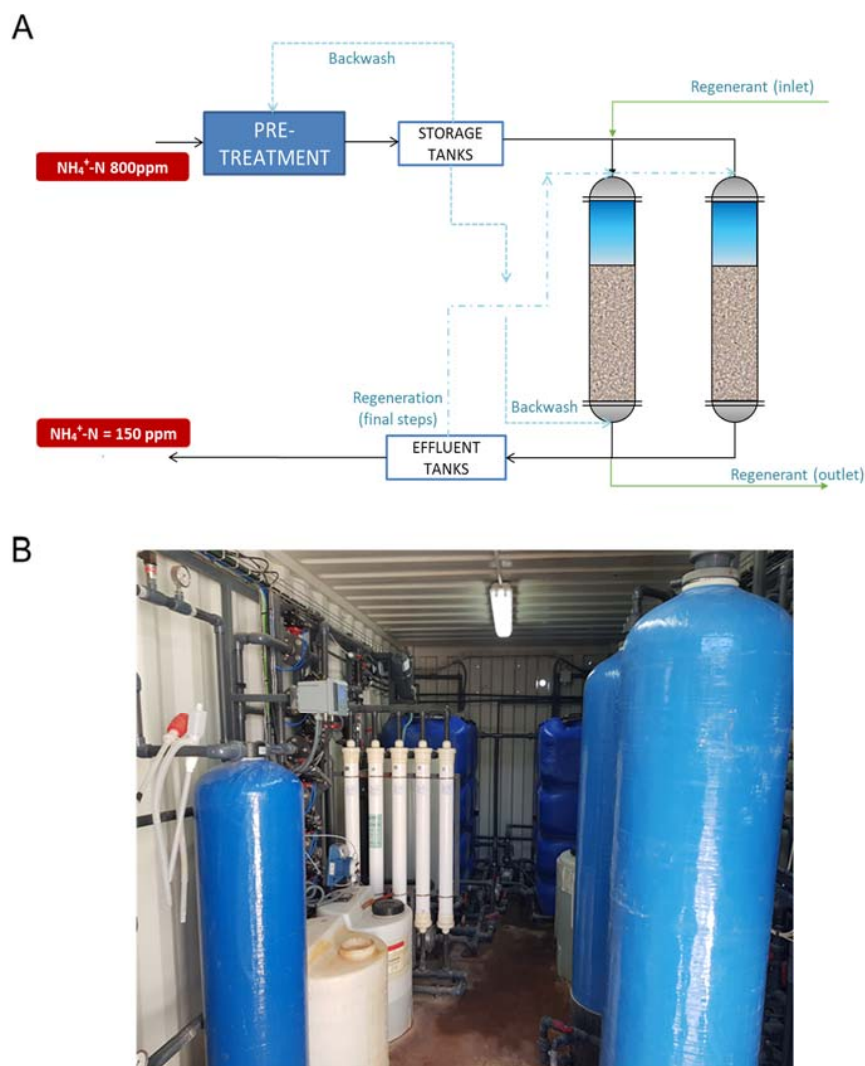 A
Backwash
Regenerant (inlet)
PRE-
TREATMENT
STORAGE
TANKS
NH₄⁺-N 800ppm
Regeneration
(final steps)
Backwash
NH₄⁺-N = 150 ppm
EFFLUENT
TANKS
Regenerant (outlet)
B